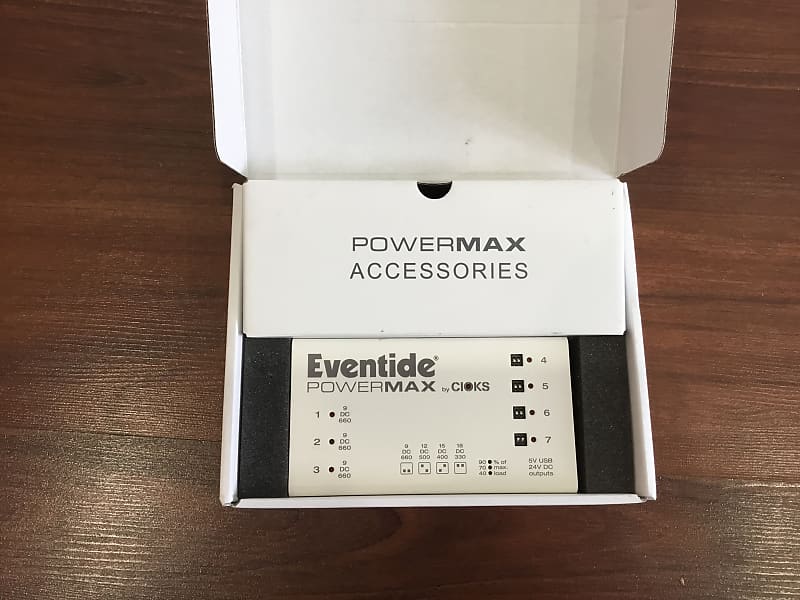 POWERMAX
ACCESSORIES
Eventide®
POWERMAX by CIOKS
1 9 DC 660
2 9 DC 660
3 9 DC 660
4
5
6
7
9 DC 660
12 DC 500
15 DC 400
18 DC 330
90 % of
70 max.
40 load
5V USB
24V DC
outputs